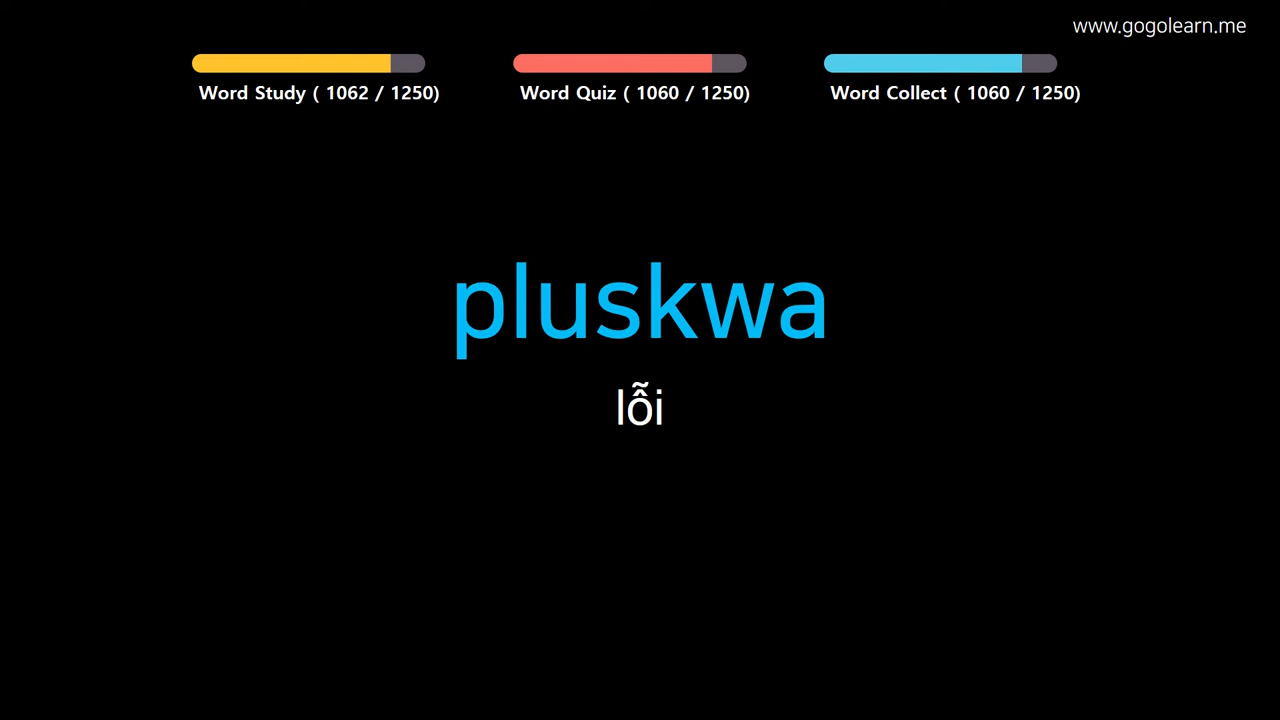 www.gogolearn.me
Word Study ( 1062 / 1250)
Word Quiz ( 1060 / 1250)
Word Collect ( 1060 / 1250)
pluskwa
lỗi